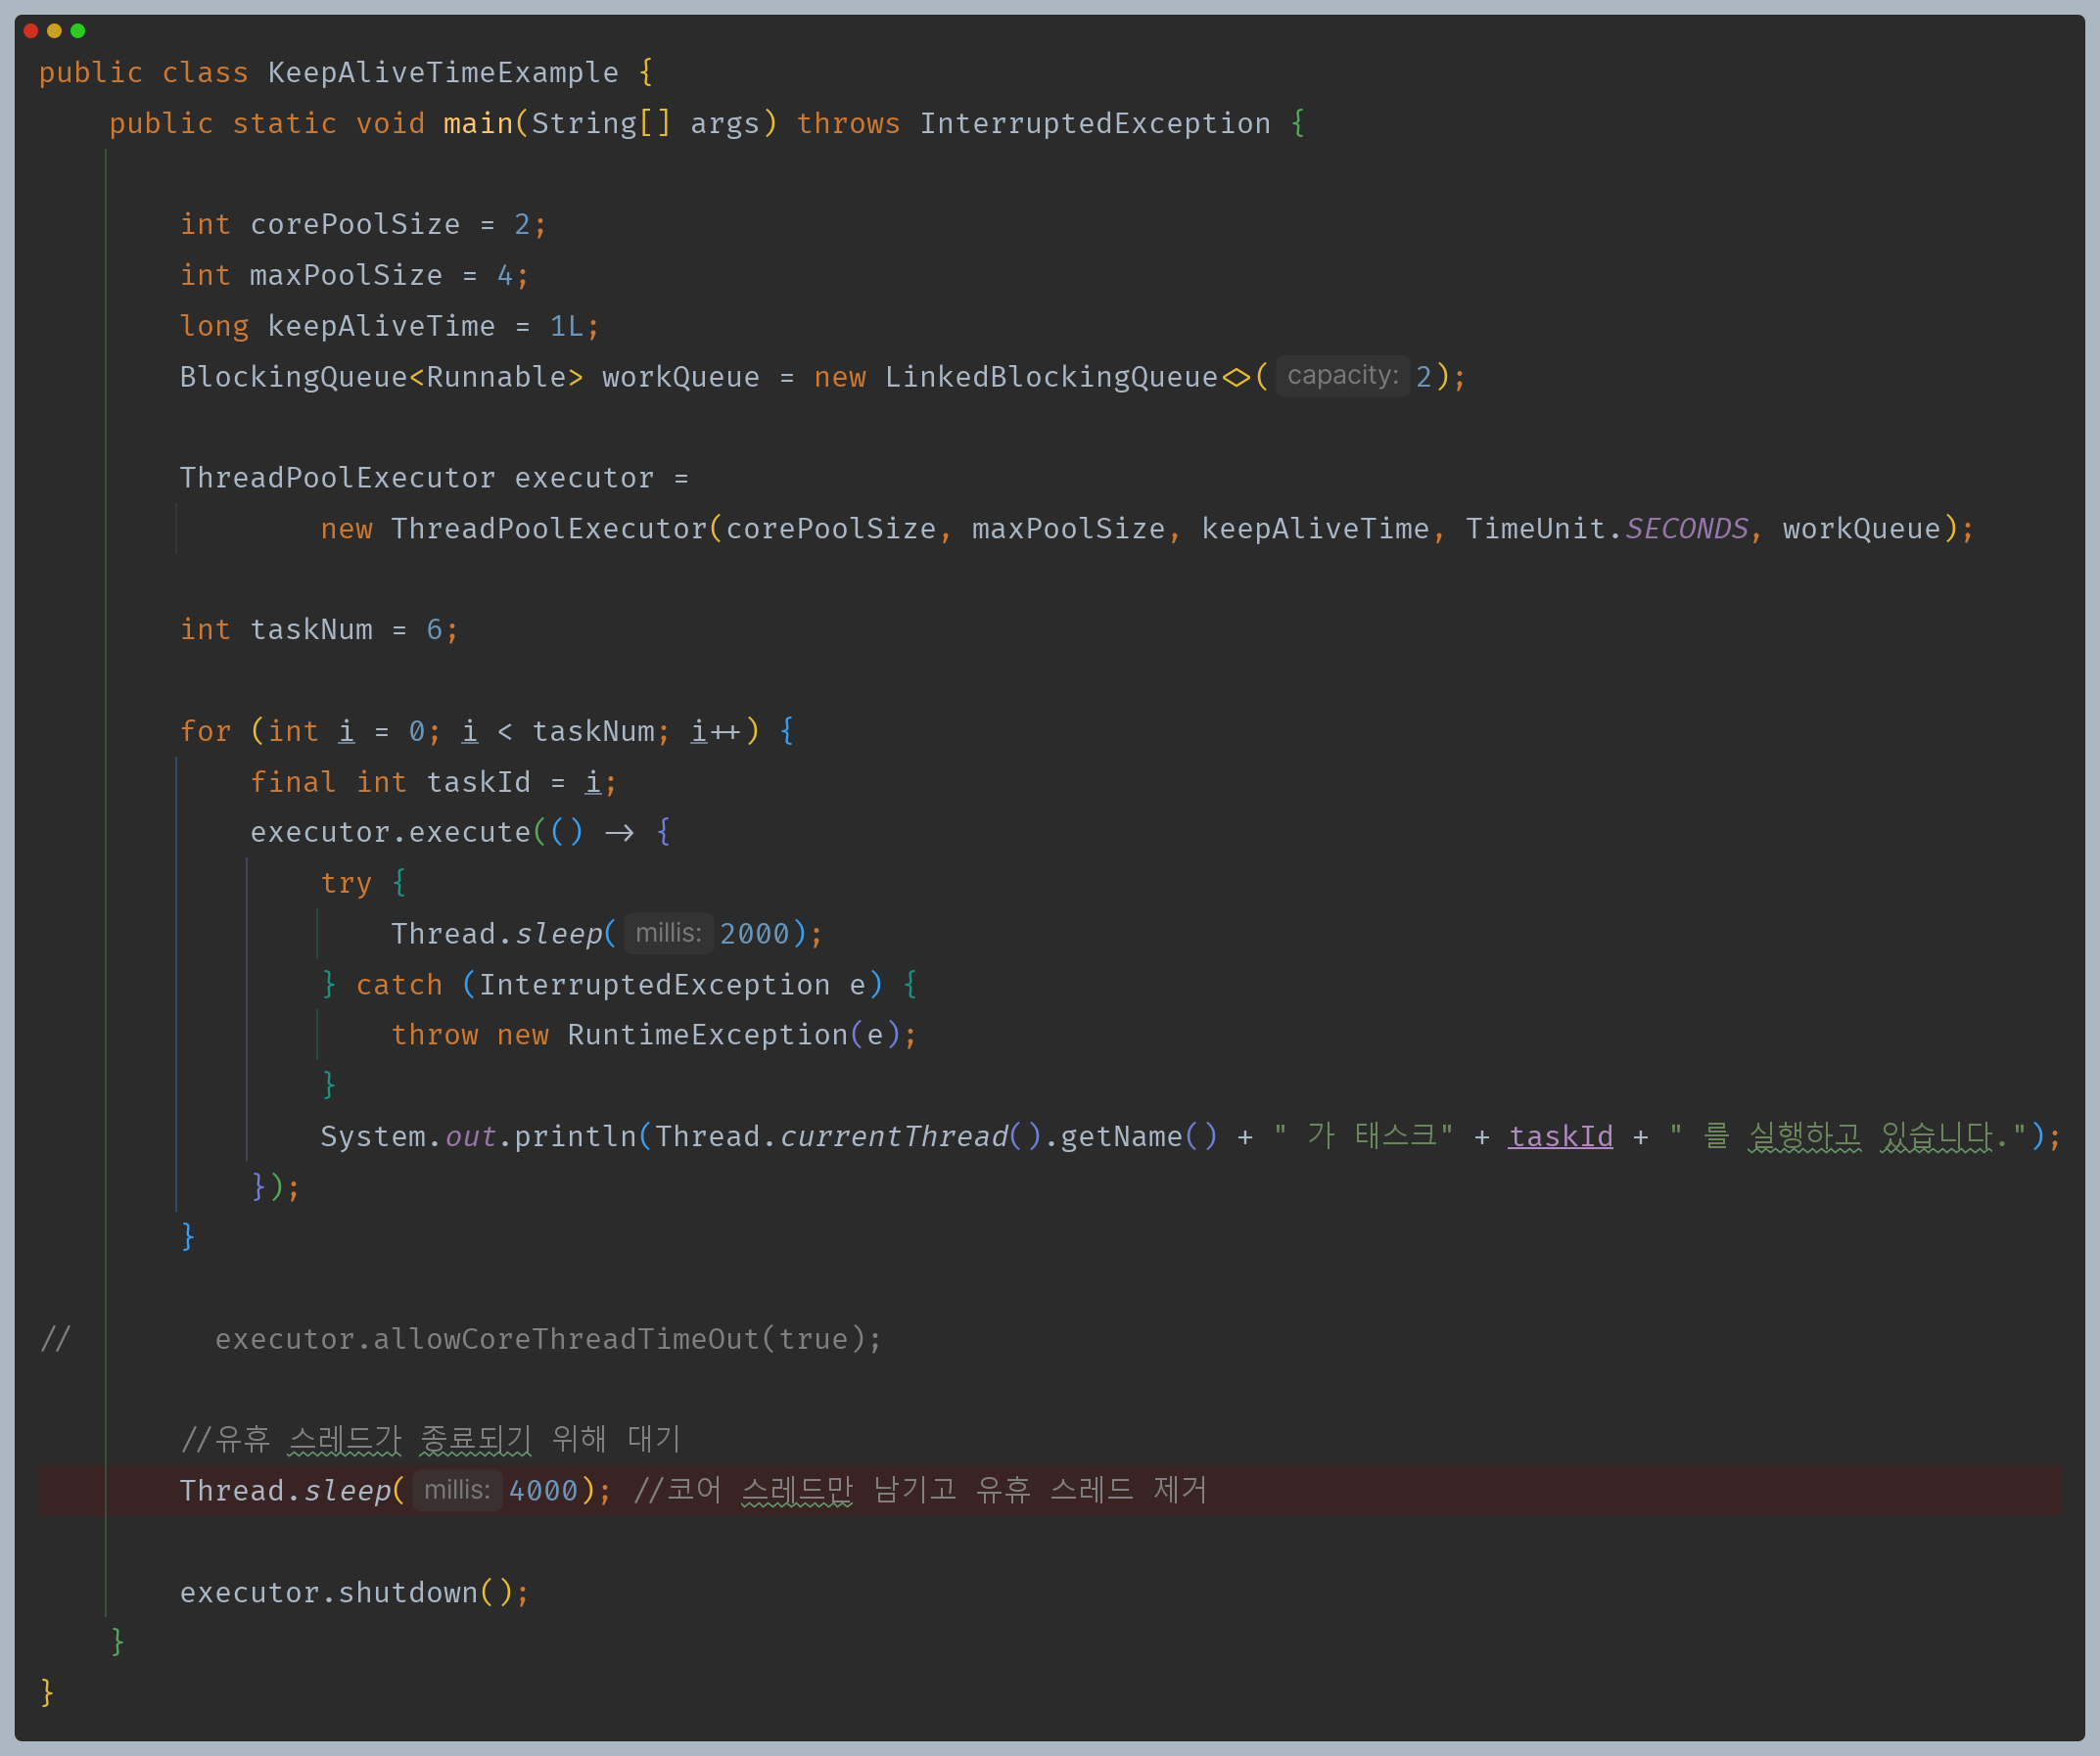 public class KeepAliveTimeExample {
    public static void main(String[] args) throws InterruptedException {

        int corePoolSize = 2;
        int maxPoolSize = 4;
        long keepAliveTime = 1L;
        BlockingQueue<Runnable> workQueue = new LinkedBlockingQueue<>( capacity: 2);

        ThreadPoolExecutor executor =
                new ThreadPoolExecutor(corePoolSize, maxPoolSize, keepAliveTime, TimeUnit.SECONDS, workQueue);

        int taskNum = 6;

        for (int i = 0; i < taskNum; i++) {
            final int taskId = i;
            executor.execute(() -> {
                try {
                    Thread.sleep( millis: 2000);
                } catch (InterruptedException e) {
                    throw new RuntimeException(e);
                }
                System.out.println(Thread.currentThread().getName() + " 가 태스크" + taskId + " 를 실행하고 있습니다.");
            });
        }

//        executor.allowCoreThreadTimeOut(true);

        //유휴 스레드가 종료되기 위해 대기
        Thread.sleep( millis: 4000); //코어 스레드만 남기고 유휴 스레드 제거

        executor.shutdown();
    }
}